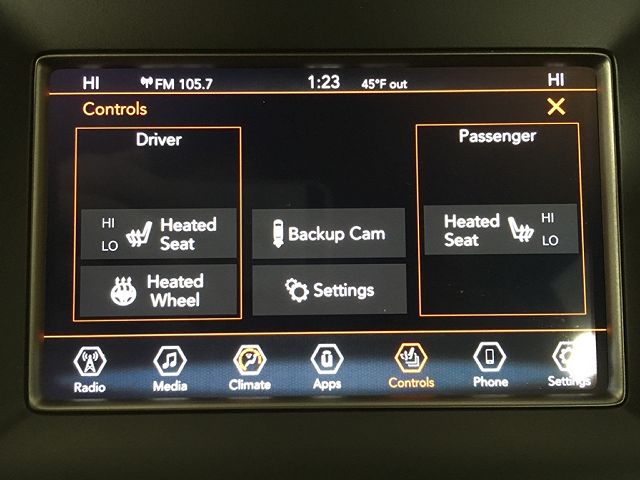 HI FM 105.7 1:23 45°F out HI
Controls
Driver
Passenger
HI
LO
Heated
Seat
Backup Cam
Heated
Seat
HI
LO
Heated
Wheel
Settings
Radio Media Climate Apps Controls Phone Settings